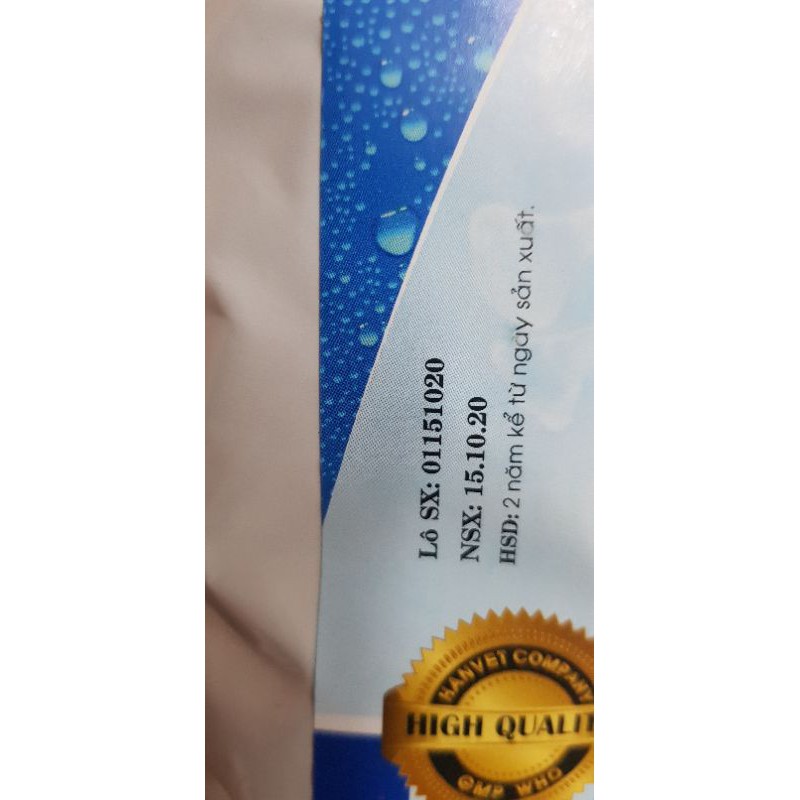 Lô SX: 01151020
NSX: 15.10.20
HSD: 2 năm kể từ ngày sản xuất.
HANVET COMPANY
HIGH QUALIT
GMP WHO